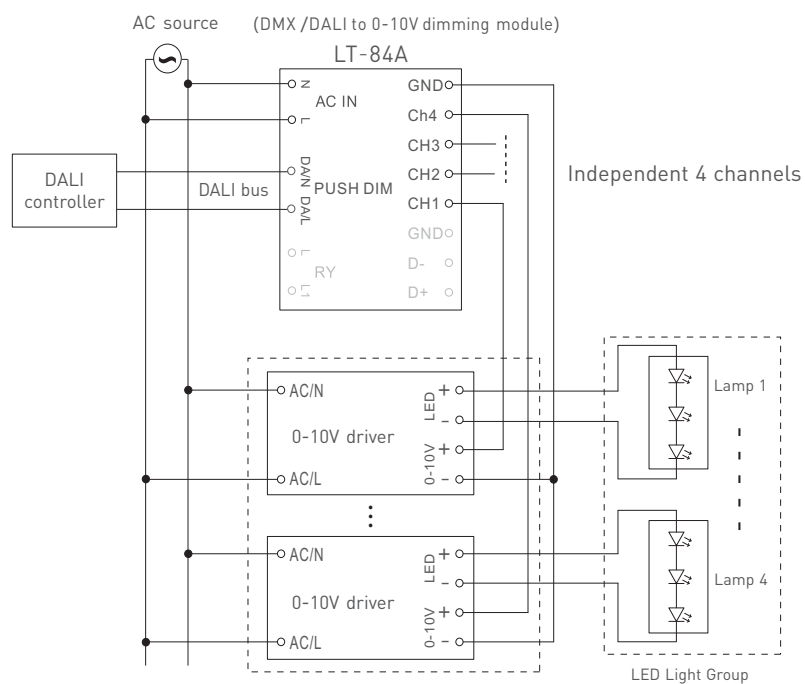 AC source
(DMX /DALI to 0-10V dimming module)
LT-84A
N
AC IN
L
DA/N
DA/L
PUSH DIM
L
RY
L1
GND
Ch4
CH3
CH2
CH1
GND
D-
D+
Independent 4 channels
DALI
controller
DALI bus
AC/N
0-10V driver
AC/L
LED
+
-
0-10V
+
-
Lamp 1
AC/N
0-10V driver
AC/L
LED
+
-
0-10V
+
-
Lamp 4
LED Light Group